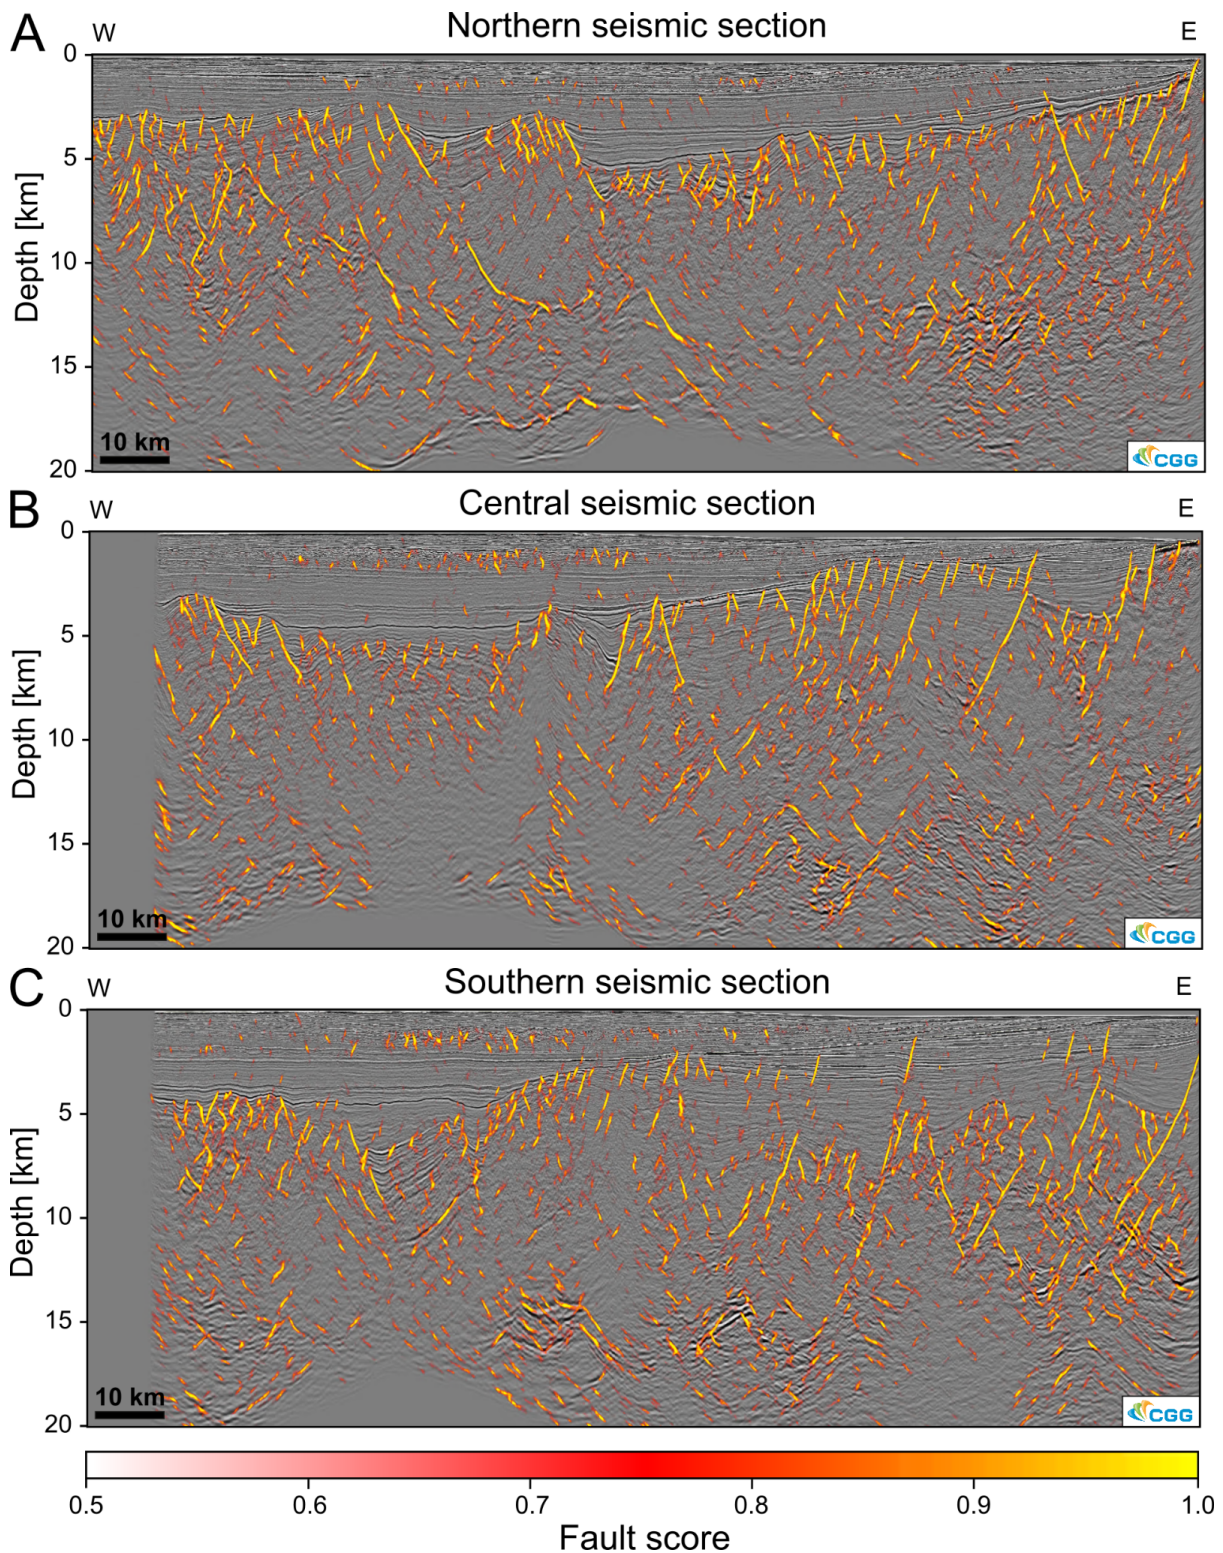 A
W
Northern seismic section
E
0
5
10
15
20
Depth [km]
10 km
CGG
B
W
Central seismic section
E
0
5
10
15
20
Depth [km]
10 km
CGG
C
W
Southern seismic section
E
0
5
10
15
20
Depth [km]
10 km
CGG
0.5 0.6 0.7 0.8 0.9 1.0
Fault score